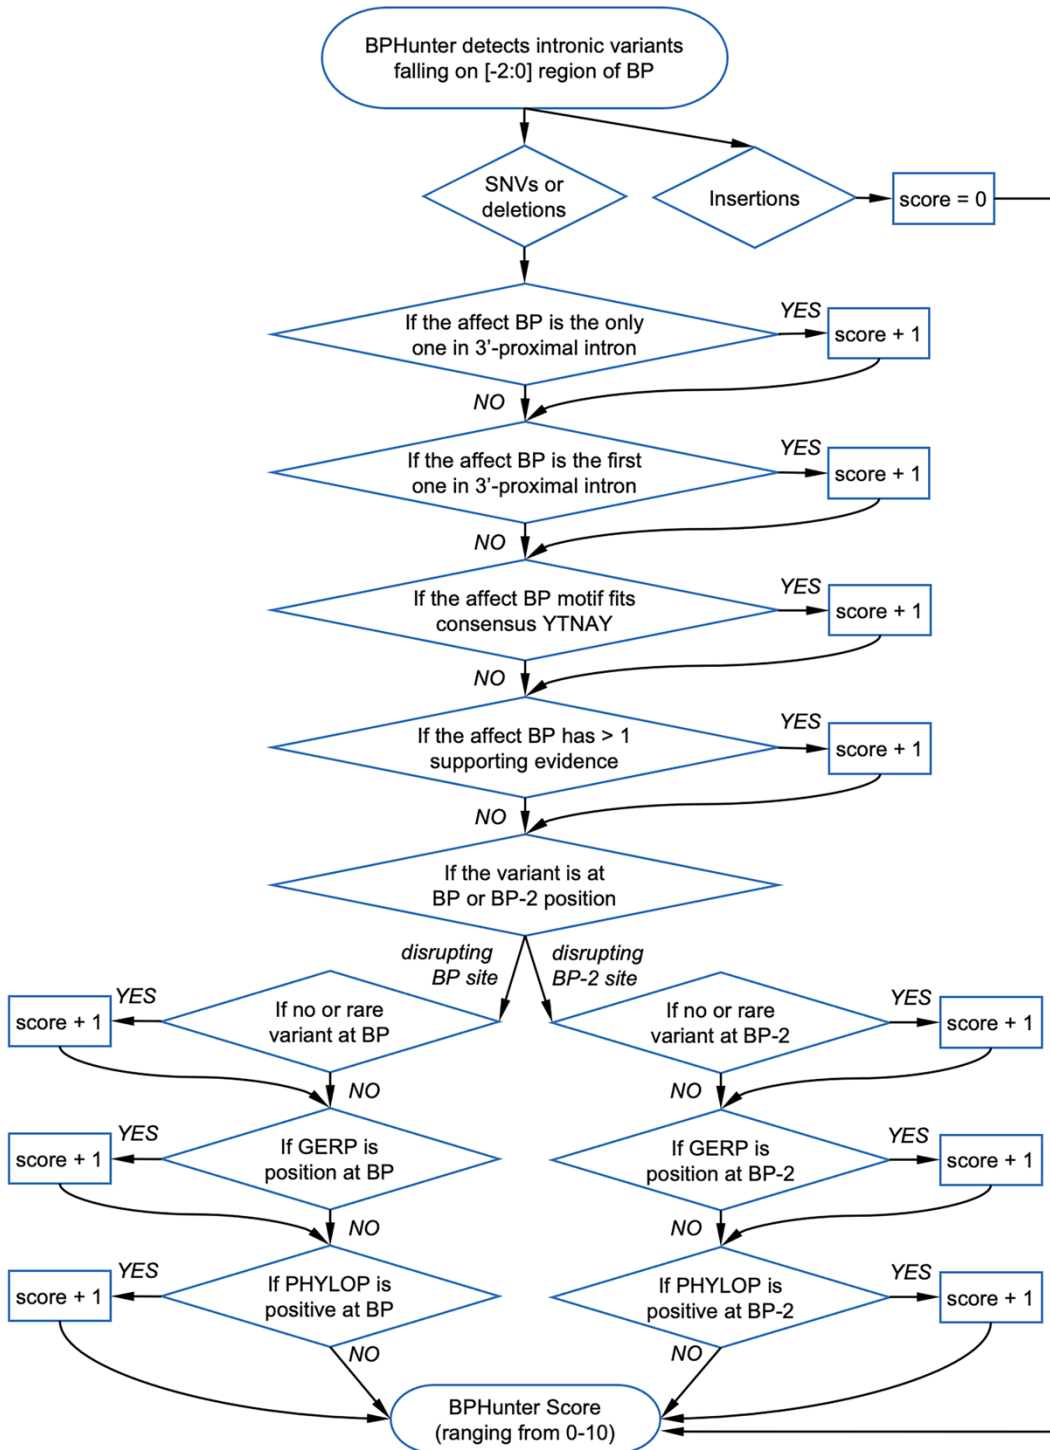 BPHunter detects intronic variants
falling on [-2:0] region of BP
SNVs or
deletions
Insertions
score = 0
If the affect BP is the only
one in 3'-proximal intron
YES
score + 1
NO
If the affect BP is the first
one in 3'-proximal intron
YES
score + 1
NO
If the affect BP motif fits
consensus YTNAY
YES
score + 1
NO
If the affect BP has > 1
supporting evidence
YES
score + 1
NO
If the variant is at
BP or BP-2 position
disrupting
BP site
disrupting
BP-2 site
If no or rare
variant at BP
YES
score + 1
NO
If GERP is
position at BP
YES
score + 1
NO
If PHYLOP is
positive at BP
YES
score + 1
NO
If no or rare
variant at BP-2
YES
score + 1
NO
If GERP is
position at BP-2
YES
score + 1
NO
If PHYLOP is
positive at BP-2
YES
score + 1
NO
BPHunter Score
(ranging from 0-10)